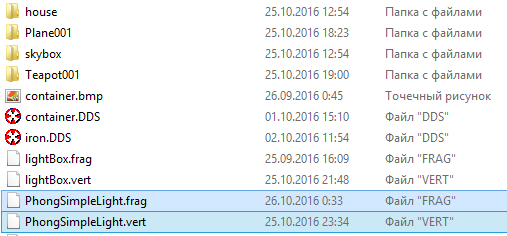 house 25.10.2016 12:54 Папка с файлами
Plane001 25.10.2016 18:23 Папка с файлами
skybox 25.10.2016 12:54 Папка с файлами
Teapot001 25.10.2016 19:00 Папка с файлами
container.bmp 26.09.2016 0:45 Точечный рисунок
container.DDS 01.10.2016 15:10 Файл "DDS"
iron.DDS 02.10.2016 11:54 Файл "DDS"
lightBox.frag 25.09.2016 16:09 Файл "FRAG"
lightBox.vert 25.10.2016 21:48 Файл "VERT"
PhongSimpleLight.frag 26.10.2016 0:33 Файл "FRAG"
PhongSimpleLight.vert 25.10.2016 23:34 Файл "VERT"